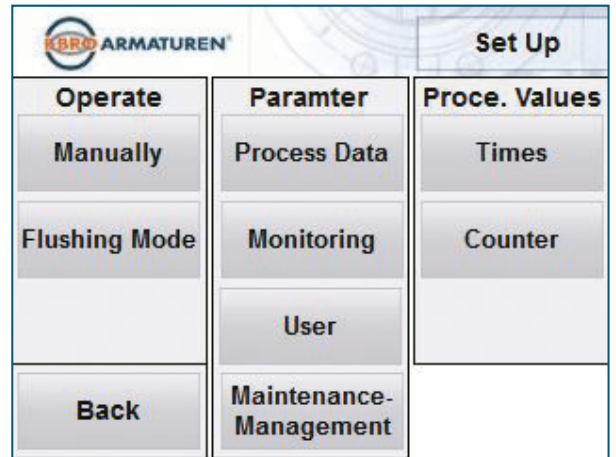 EBRO ARMATUREN®
Set Up
Operate
Manually
Flushing Mode
Back
Paramter
Process Data
Monitoring
User
Maintenance-
Management
Proce. Values
Times
Counter